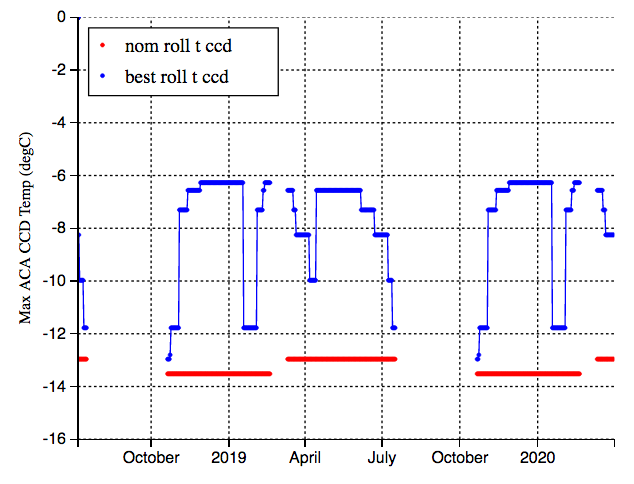 0
nom roll t ccd
best roll t ccd
-2
-4
-6
-8
-10
-12
-14
-16
Max ACA CCD Temp (degC)
October 2019 April July October 2020